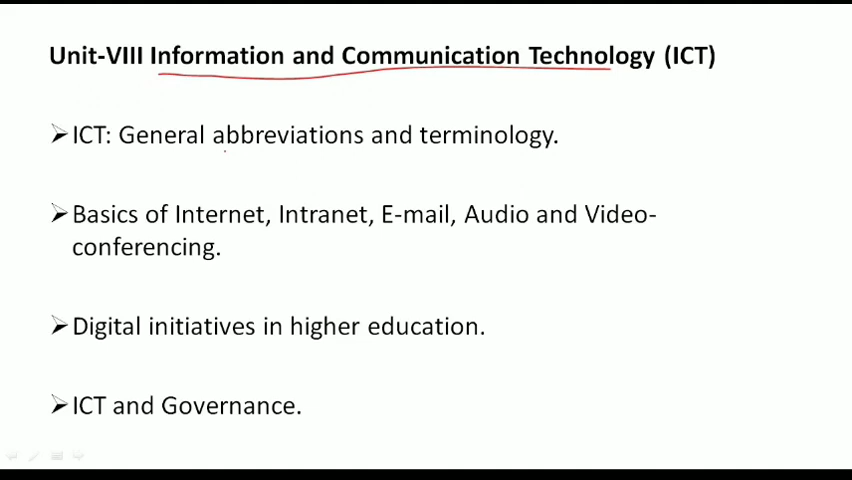 Unit-VIII Information and Communication Technology (ICT)
➢ICT: General abbreviations and terminology.
➢Basics of Internet, Intranet, E-mail, Audio and Video-
conferencing.
➢Digital initiatives in higher education.
➢ICT and Governance.